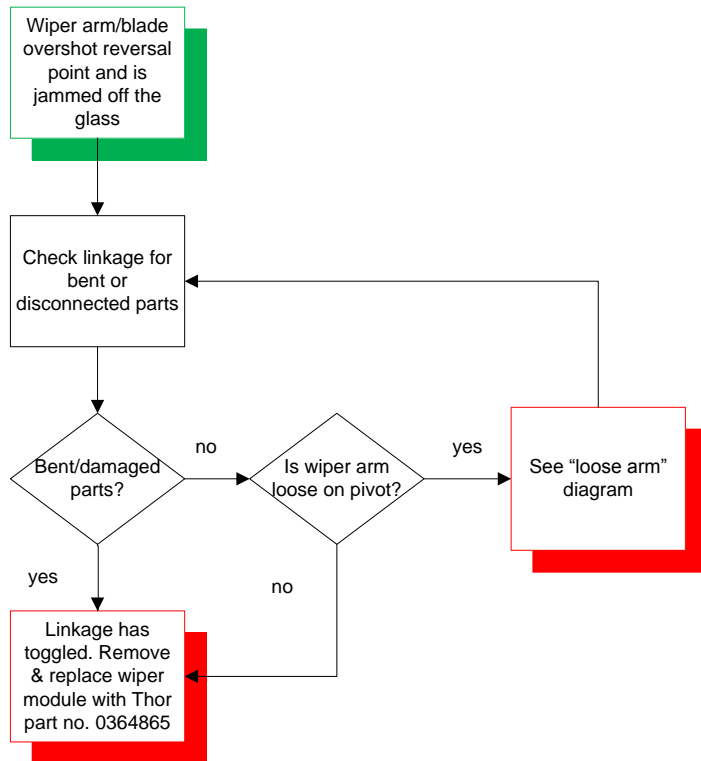 Wiper arm/blade
overshot reversal
point and is
jammed off the
glass
Check linkage for
bent or
disconnected parts
Bent/damaged
parts?
no
Is wiper arm
loose on pivot?
yes
See “loose arm”
diagram
yes
no
Linkage has
toggled. Remove
& replace wiper
module with Thor
part no. 0364865